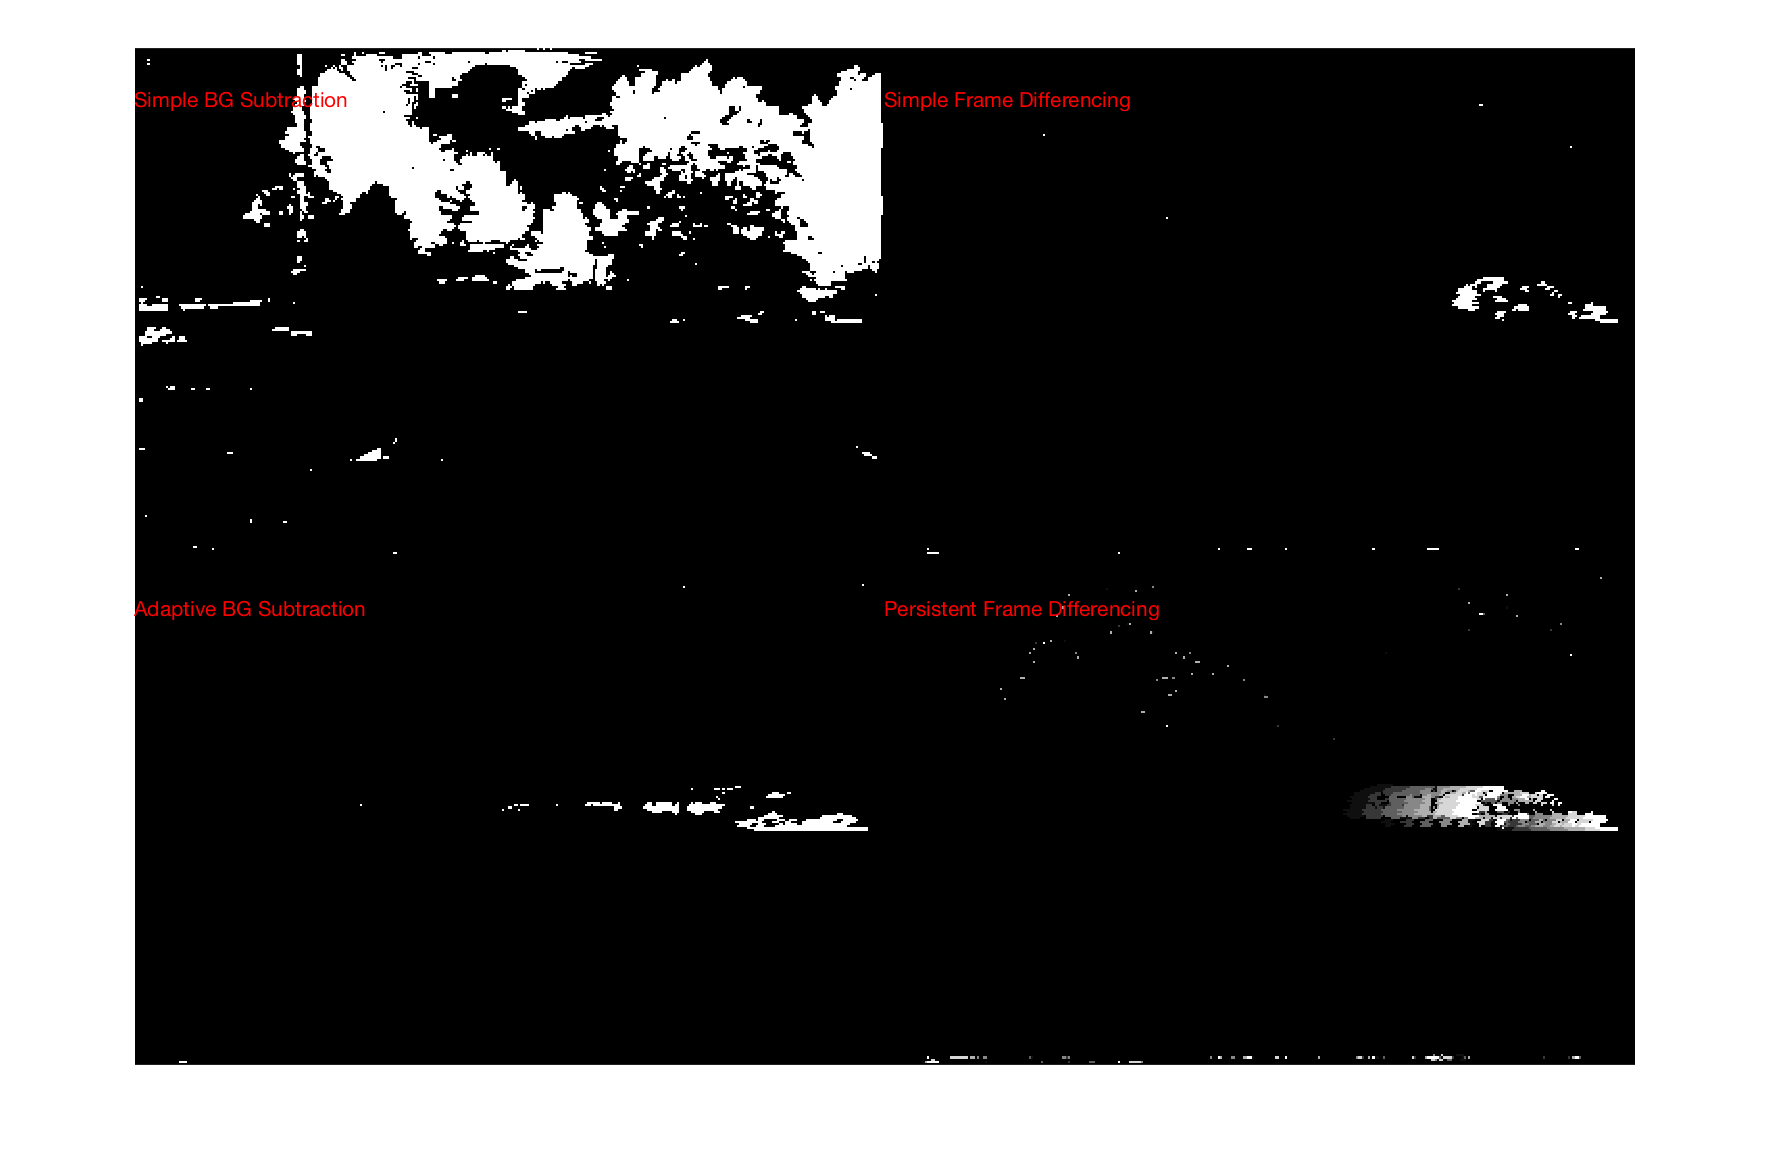 Simple BG Subtraction
Simple Frame Differencing
Adaptive BG Subtraction
Persistent Frame Differencing